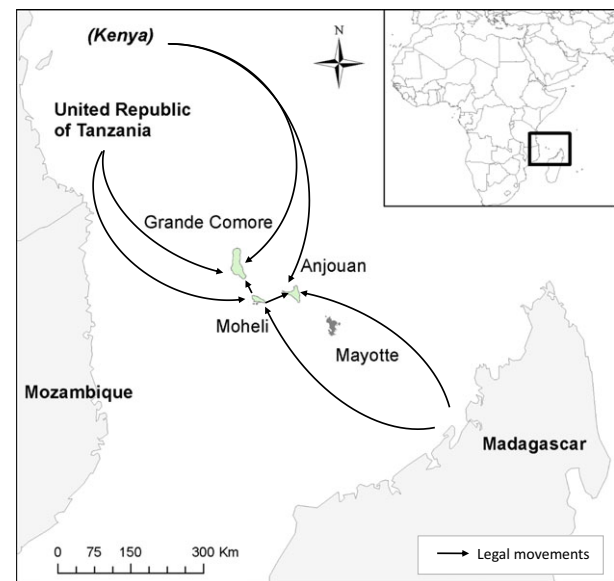 (Kenya)
N
United Republic
of Tanzania
Grande Comore
Anjouan
Moheli
Mayotte
Mozambique
Madagascar
0 75 150 300 Km
Legal movements